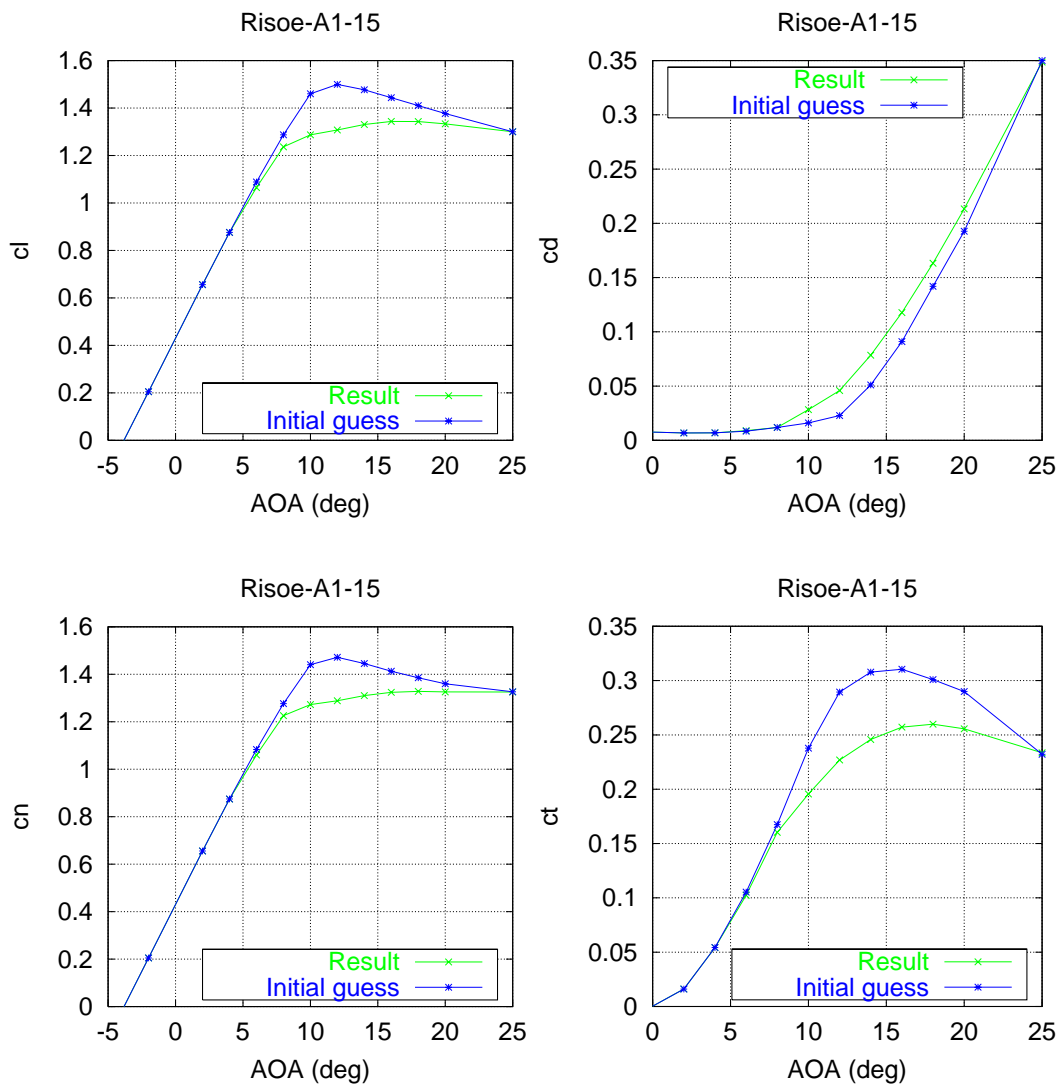 Risoe-A1-15
1.6
1.4
1.2
1
0.8
0.6
0.4
0.2
0
cl
Result
Initial guess
-5 0 5 10 15 20 25
AOA (deg)
Risoe-A1-15
0.35
0.3
0.25
0.2
0.15
0.1
0.05
0
cd
Result
Initial guess
0 5 10 15 20 25
AOA (deg)
Risoe-A1-15
1.6
1.4
1.2
1
0.8
0.6
0.4
0.2
0
cn
Result
Initial guess
-5 0 5 10 15 20 25
AOA (deg)
Risoe-A1-15
0.35
0.3
0.25
0.2
0.15
0.1
0.05
0
ct
Result
Initial guess
0 5 10 15 20 25
AOA (deg)